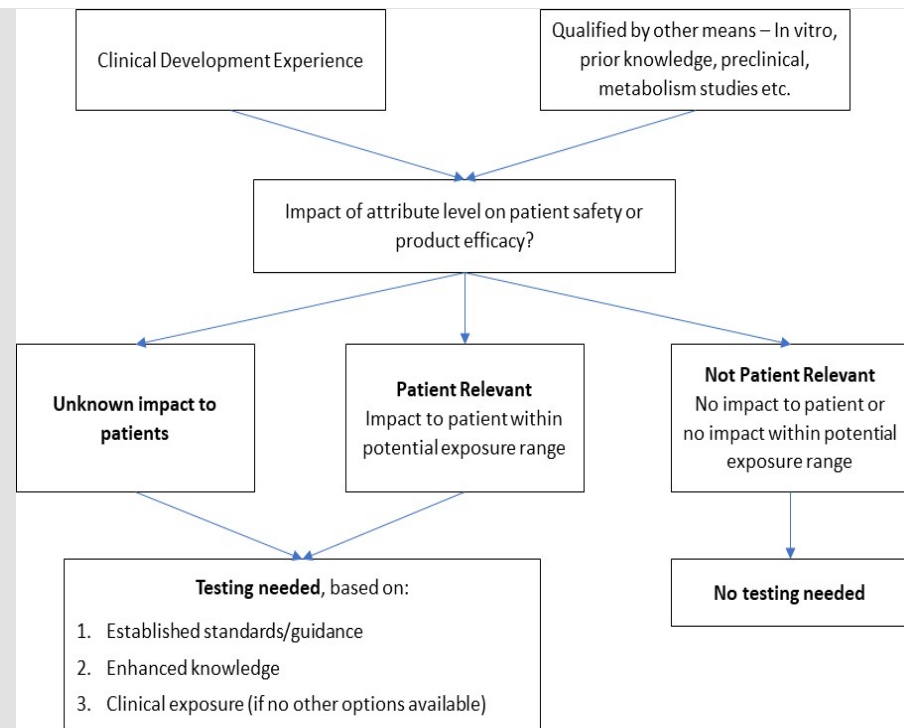 Clinical Development Experience
Qualified by other means – In vitro,
prior knowledge, preclinical,
metabolism studies etc.
Impact of attribute level on patient safety or
product efficacy?
Unknown impact to
patients
Patient Relevant
Impact to patient within
potential exposure range
Not Patient Relevant
No impact to patient or
no impact within potential
exposure range
Testing needed, based on:
1. Established standards/guidance
2. Enhanced knowledge
3. Clinical exposure (if no other options available)
No testing needed